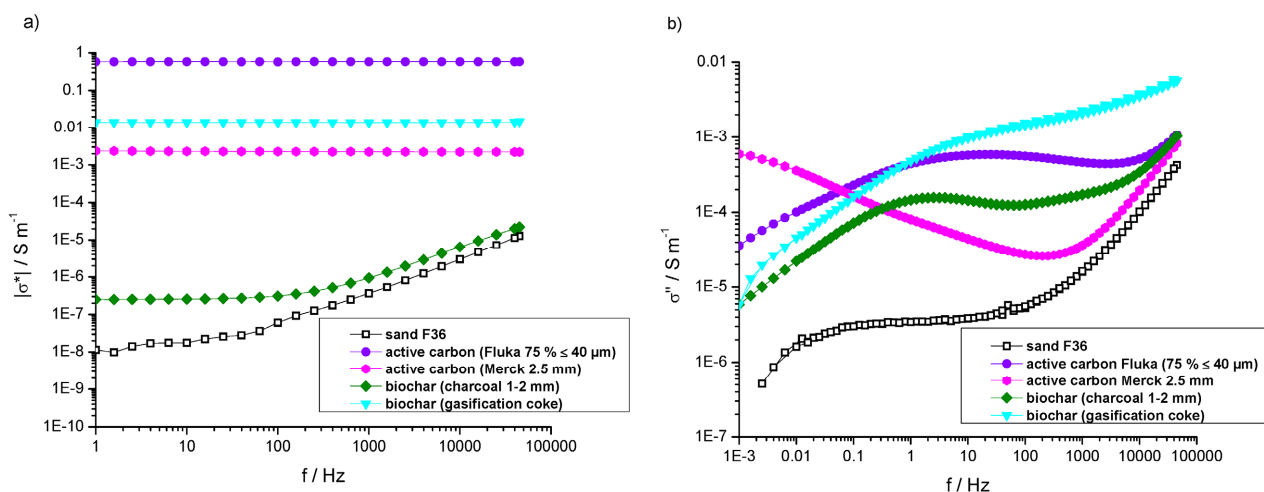 a)
|σ*| / S m⁻¹
1
0.1
0.01
1E-3
1E-4
1E-5
1E-6
1E-7
1E-8
1E-9
1E-10
1
10
100
1000
10000
100000
f / Hz
sand F36
active carbon (Fluka 75 % ≤ 40 µm)
active carbon (Merck 2.5 mm)
biochar (charcoal 1-2 mm)
biochar (gasification coke)
b)
σ'' / S m⁻¹
0.01
1E-3
1E-4
1E-5
1E-6
1E-7
1E-3
0.01
0.1
1
10
100
1000
10000
100000
f / Hz
sand F36
active carbon Fluka (75 % ≤ 40 µm)
active carbon Merck 2.5 mm
biochar (charcoal 1-2 mm)
biochar (gasification coke)